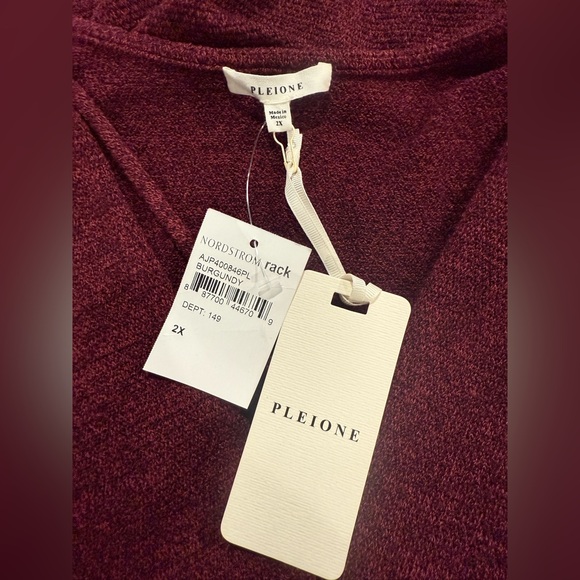 PLEIONE
Made in
Mexico
2X
NORDSTROM rack
AJP400846PL
BURGUNDY
8 87700 44670 9
DEPT: 149
2X
PLEIONE